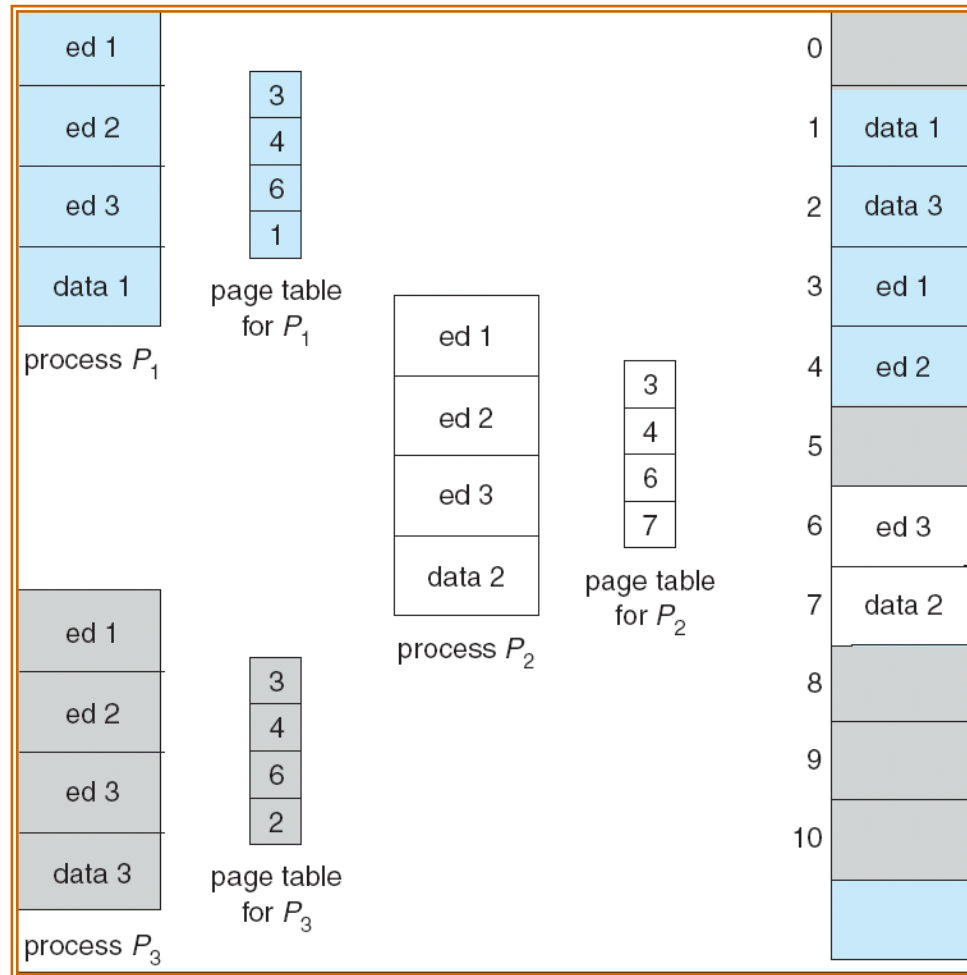 ed 1
ed 2
ed 3
data 1
process P1
3
4
6
1
page table
for P1
ed 1
ed 2
ed 3
data 2
process P2
3
4
6
7
page table
for P2
ed 1
ed 2
ed 3
data 3
process P3
3
4
6
2
page table
for P3
0
1 data 1
2 data 3
3 ed 1
4 ed 2
5
6 ed 3
7 data 2
8
9
10